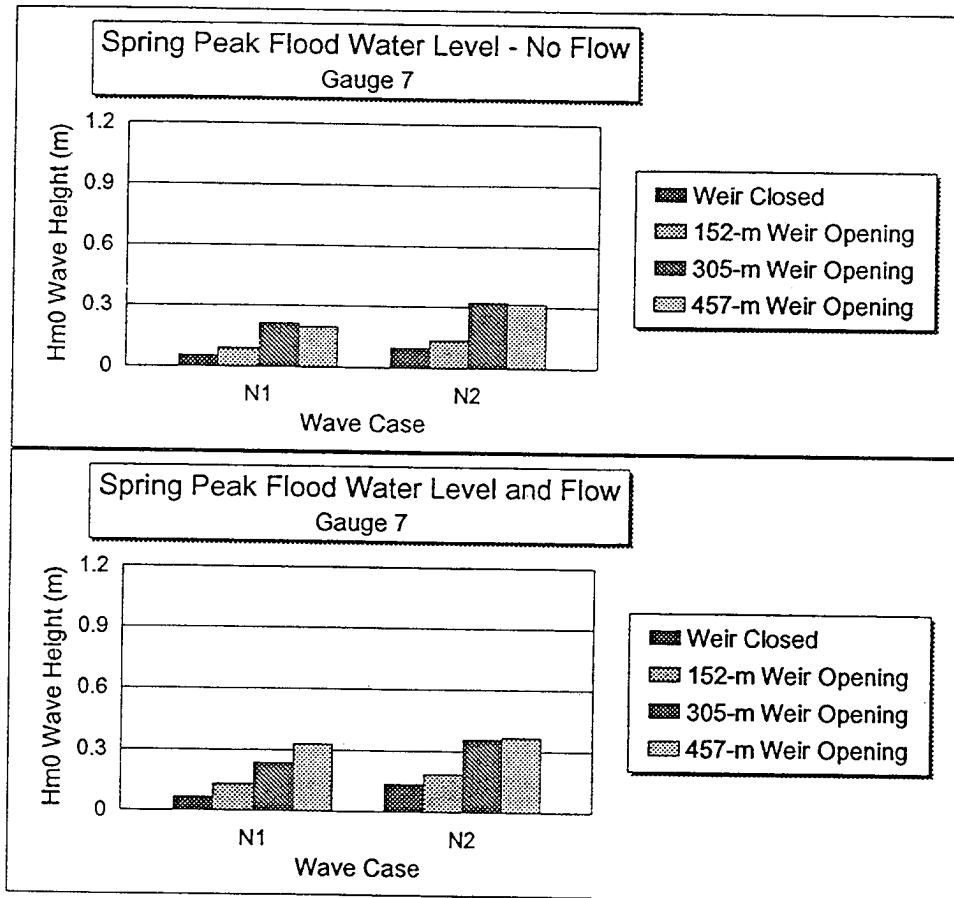 Spring Peak Flood Water Level - No Flow
Gauge 7
Hm0 Wave Height (m)
1.2
0.9
0.6
0.3
0
N1
N2
Wave Case
Weir Closed
152-m Weir Opening
305-m Weir Opening
457-m Weir Opening
Spring Peak Flood Water Level and Flow
Gauge 7
Hm0 Wave Height (m)
1.2
0.9
0.6
0.3
0
N1
N2
Wave Case
Weir Closed
152-m Weir Opening
305-m Weir Opening
457-m Weir Opening